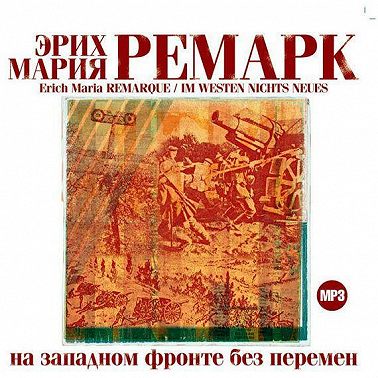 ЭРИХ
МАРИЯ РЕМАРК
Erich Maria REMARQUE / IM WESTEN NICHTS NEUES
MP3
на западном фронте без перемен